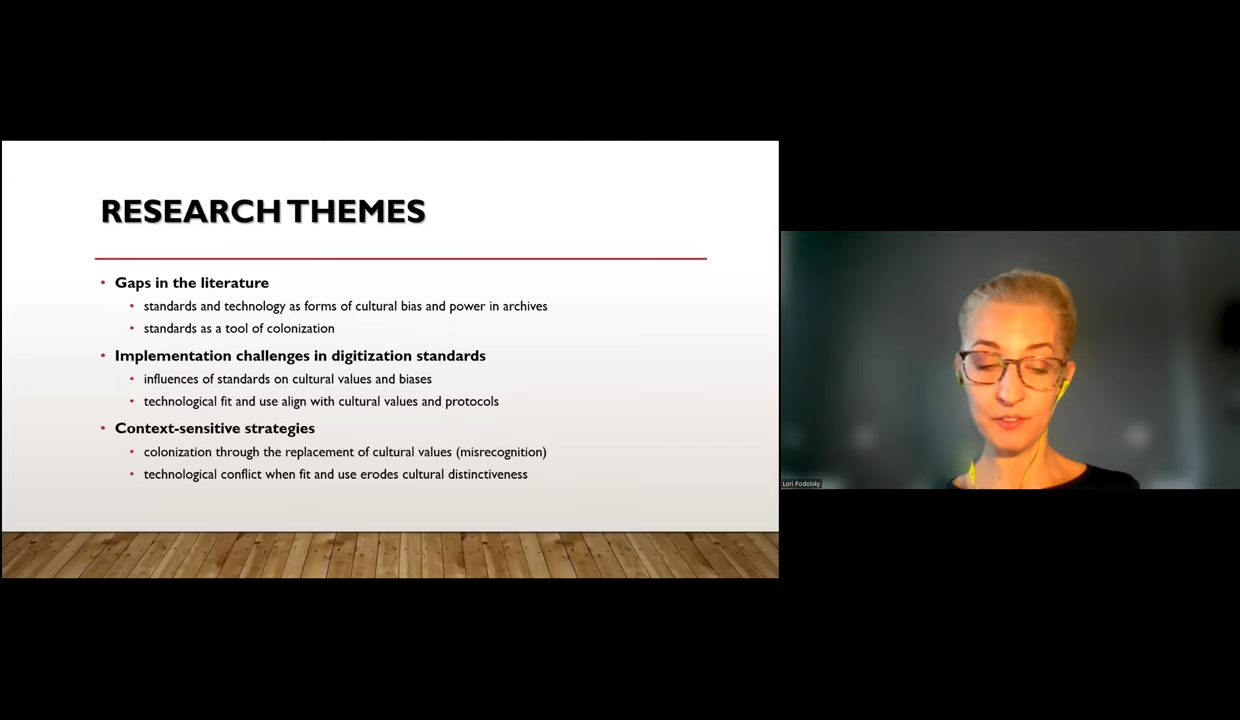 RESEARCH THEMES
• Gaps in the literature
• standards and technology as forms of cultural bias and power in archives
• standards as a tool of colonization
• Implementation challenges in digitization standards
• influences of standards on cultural values and biases
• technological fit and use align with cultural values and protocols
• Context-sensitive strategies
• colonization through the replacement of cultural values (misrecognition)
• technological conflict when fit and use erodes cultural distinctiveness
Lori Podolsky